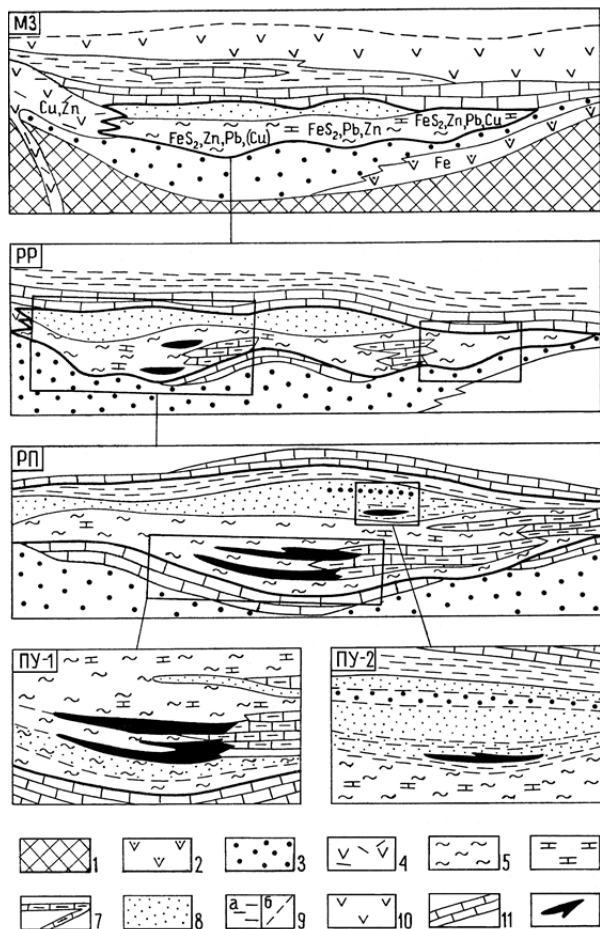 МЗ
Cu,Zn
FeS₂,Zn,Pb,(Cu)
FeS₂,Pb,Zn
FeS₂,Zn,Pb,Cu
Fe
РР
РП
ПУ-1
ПУ-2
1
2
3
4
5
7
8
а б
9
10
11